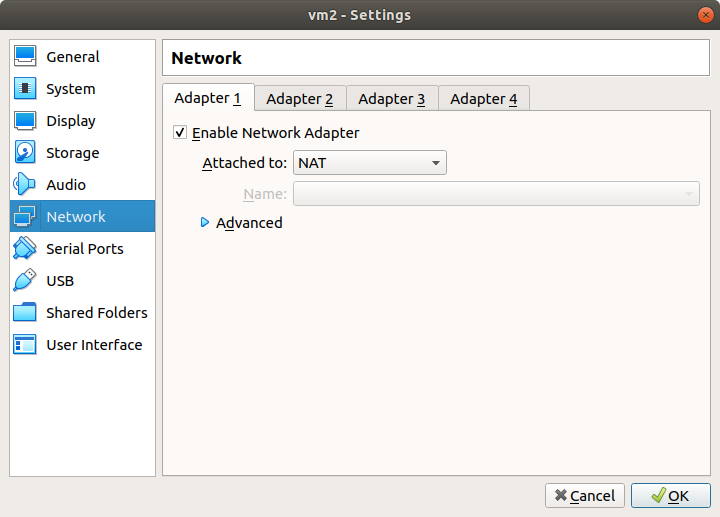 vm2 - Settings
General
System
Display
Storage
Audio
Network
Serial Ports
USB
Shared Folders
User Interface
Network
Adapter 1 Adapter 2 Adapter 3 Adapter 4
Enable Network Adapter
Attached to: NAT
Name:
Advanced
Cancel OK